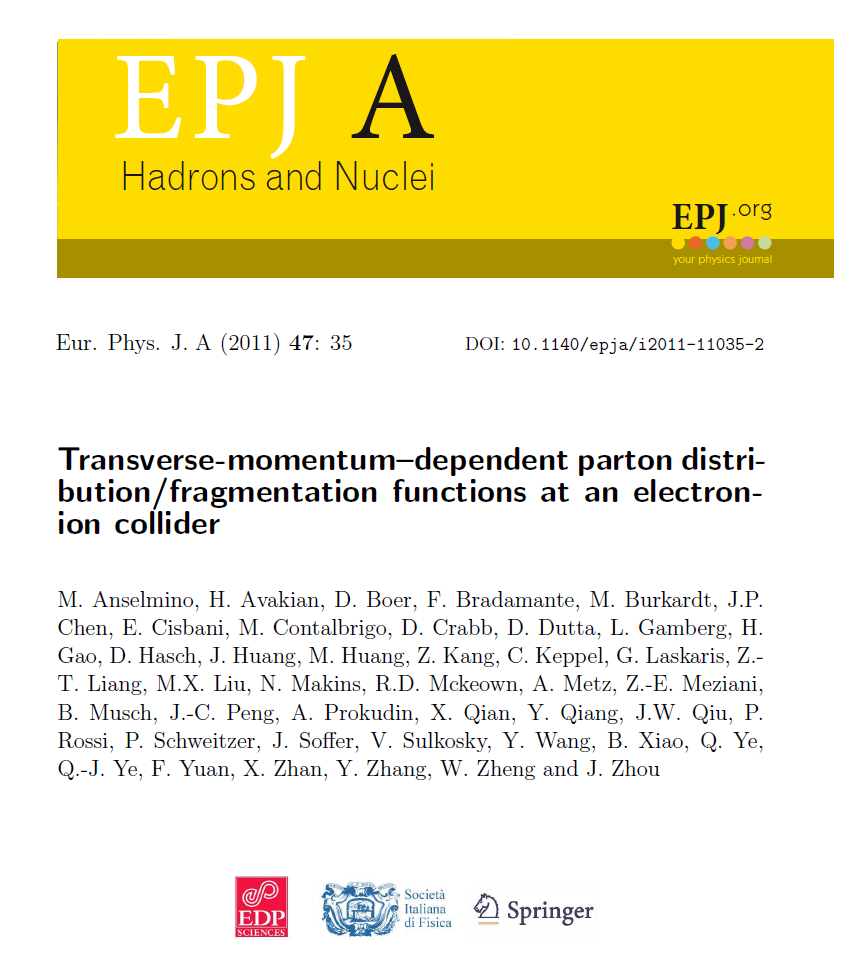 EPJ A
Hadrons and Nuclei
EPJ.org
your physics journal
Eur. Phys. J. A (2011) 47: 35
DOI: 10.1140/epja/i2011-11035-2
Transverse-momentum–dependent parton distri-
bution/fragmentation functions at an electron-
ion collider
M. Anselmino, H. Avakian, D. Boer, F. Bradamante, M. Burkardt, J.P.
Chen, E. Cisbani, M. Contalbrigo, D. Crabb, D. Dutta, L. Gamberg, H.
Gao, D. Hasch, J. Huang, M. Huang, Z. Kang, C. Keppel, G. Laskaris, Z.-
T. Liang, M.X. Liu, N. Makins, R.D. Mckeown, A. Metz, Z.-E. Meziani,
B. Musch, J.-C. Peng, A. Prokudin, X. Qian, Y. Qiang, J.W. Qiu, P.
Rossi, P. Schweitzer, J. Soffer, V. Sulkosky, Y. Wang, B. Xiao, Q. Ye,
Q.-J. Ye, F. Yuan, X. Zhan, Y. Zhang, W. Zheng and J. Zhou
EDP
SCIENCES
Società
Italiana
di Fisica
Springer